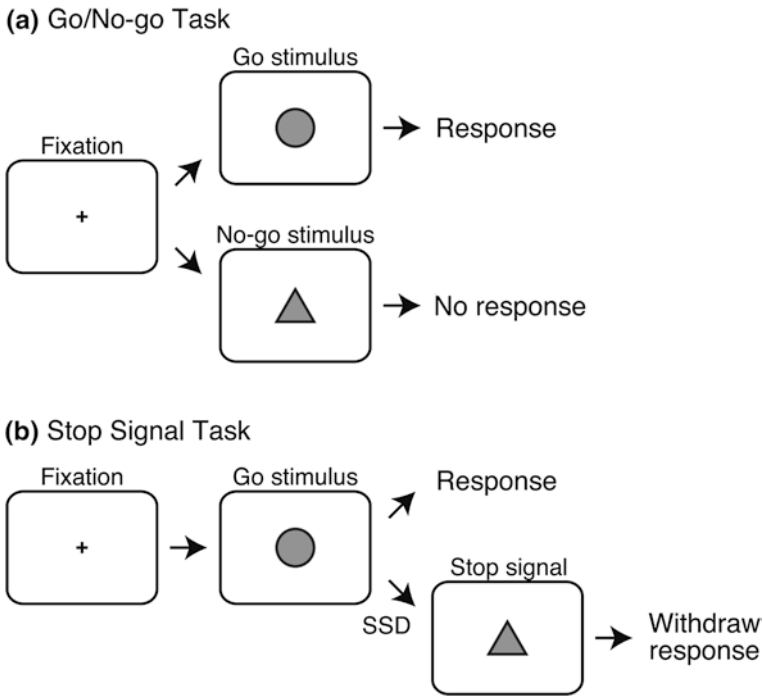 (a) Go/No-go Task
Go stimulus
Fixation
+
Response
No-go stimulus
No response
(b) Stop Signal Task
Fixation
+
Go stimulus
Response
SSD
Stop signal
Withdraw
response